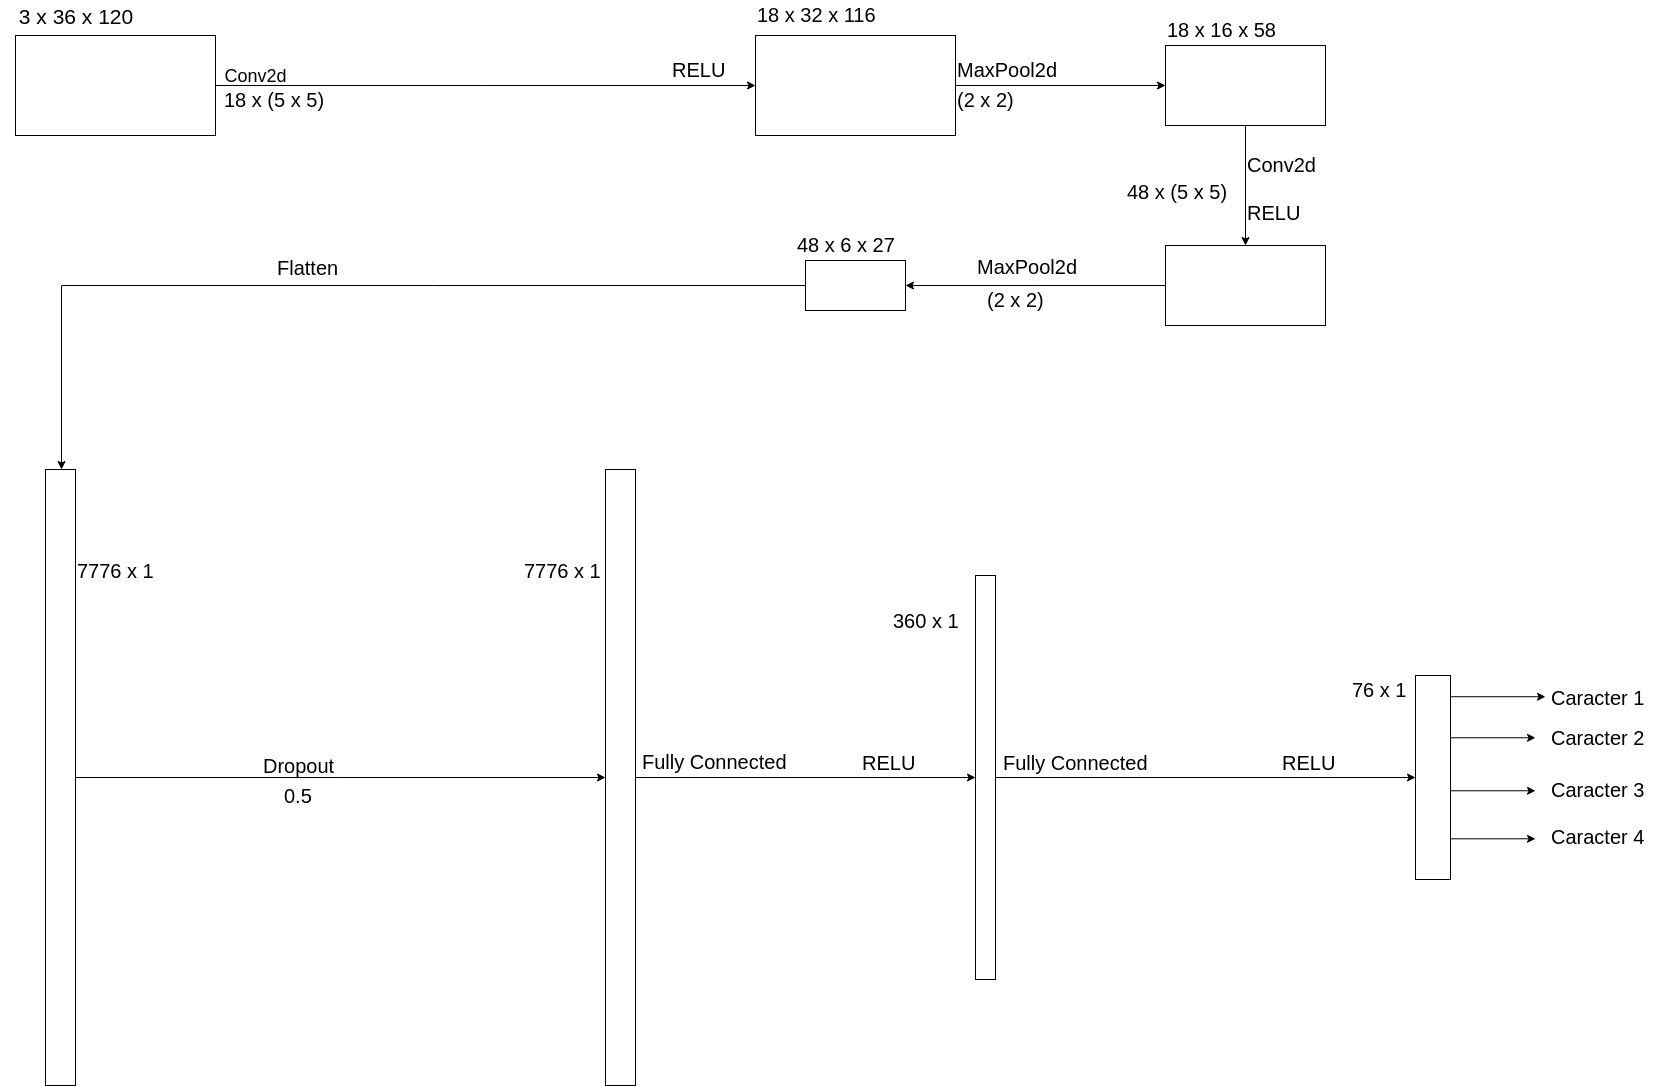 3 x 36 x 120
Conv2d
18 x (5 x 5)
RELU
18 x 32 x 116
MaxPool2d
(2 x 2)
18 x 16 x 58
Conv2d
48 x (5 x 5)
RELU
MaxPool2d
(2 x 2)
48 x 6 x 27
Flatten
7776 x 1
Dropout
0.5
7776 x 1
Fully Connected
RELU
360 x 1
Fully Connected
RELU
76 x 1
Caracter 1
Caracter 2
Caracter 3
Caracter 4